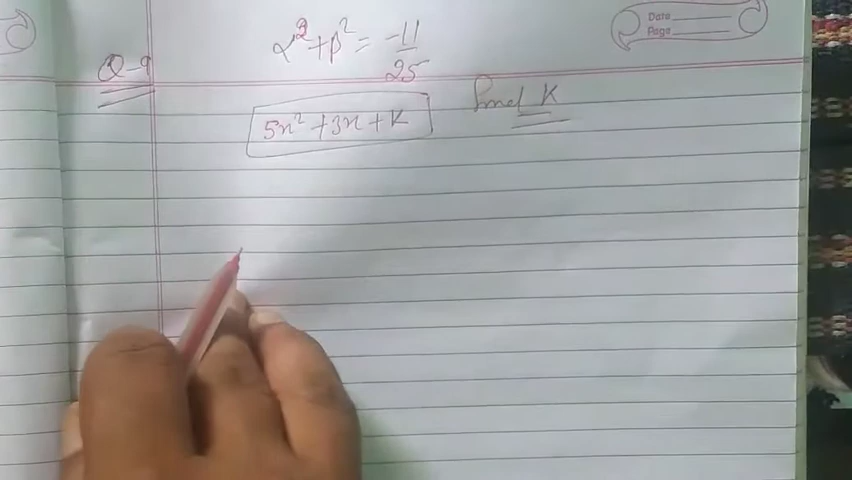 Date
Page
α² + β² = -11/25
Q-9
5x² + 3x + K
Find K